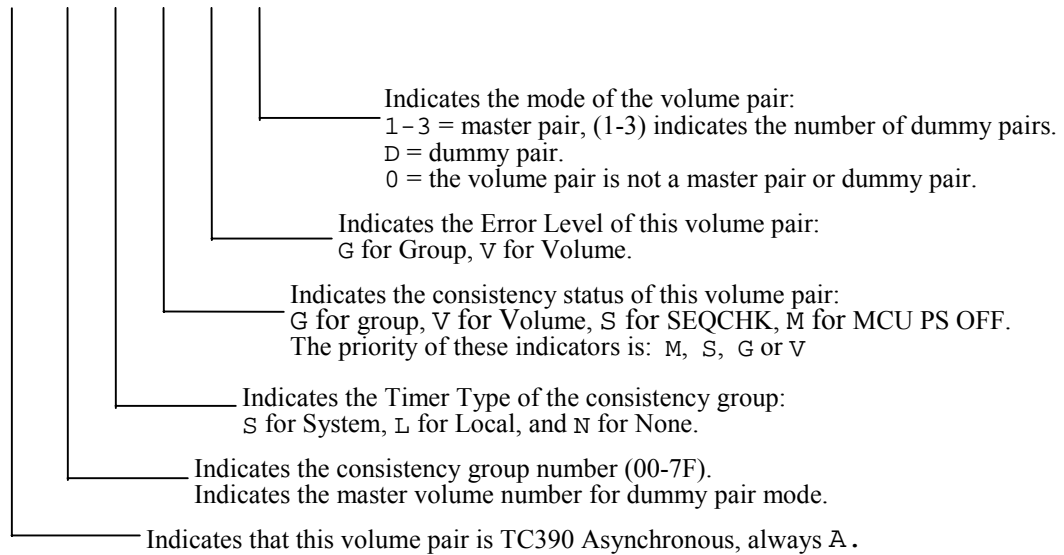 Indicates the mode of the volume pair:
1-3 = master pair, (1-3) indicates the number of dummy pairs.
D = dummy pair.
0 = the volume pair is not a master pair or dummy pair.
Indicates the Error Level of this volume pair:
G for Group, V for Volume.
Indicates the consistency status of this volume pair:
G for group, V for Volume, S for SEQCHK, M for MCU PS OFF.
The priority of these indicators is: M, S, G or V
Indicates the Timer Type of the consistency group:
S for System, L for Local, and N for None.
Indicates the consistency group number (00-7F).
Indicates the master volume number for dummy pair mode.
Indicates that this volume pair is TC390 Asynchronous, always A.